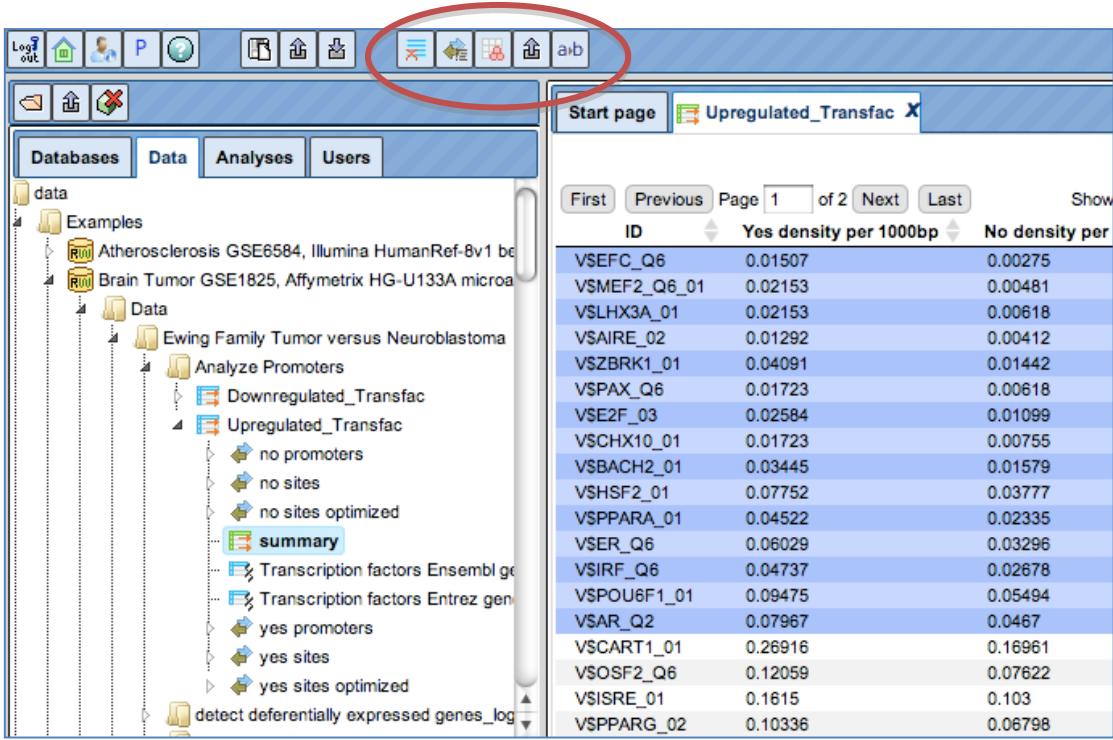 Log out P ? a▸b
Databases Data Analyses Users
data
Examples
Atherosclerosis GSE6584, Illumina HumanRef-8v1 be
Brain Tumor GSE1825, Affymetrix HG-U133A microa
Data
Ewing Family Tumor versus Neuroblastoma
Analyze Promoters
Downregulated_Transfac
Upregulated_Transfac
no promoters
no sites
no sites optimized
summary
Transcription factors Ensembl ge
Transcription factors Entrez gen
yes promoters
yes sites
yes sites optimized
detect deferentially expressed genes_log
Start page Upregulated_Transfac X
First Previous Page 1 of 2 Next Last Show
ID Yes density per 1000bp No density per
V$EFC_Q6 0.01507 0.00275
V$MEF2_Q6_01 0.02153 0.00481
V$LHX3A_01 0.02153 0.00618
V$AIRE_02 0.01292 0.00412
V$ZBRK1_01 0.04091 0.01442
V$PAX_Q6 0.01723 0.00618
V$E2F_03 0.02584 0.01099
V$CHX10_01 0.01723 0.00755
V$BACH2_01 0.03445 0.01579
V$HSF2_01 0.07752 0.03777
V$PPARA_01 0.04522 0.02335
V$ER_Q6 0.06029 0.03296
V$IRF_Q6 0.04737 0.02678
V$POU6F1_01 0.09475 0.05494
V$AR_Q2 0.07967 0.0467
V$CART1_01 0.26916 0.16961
V$OSF2_Q6 0.12059 0.07622
V$ISRE_01 0.1615 0.103
V$PPARG_02 0.10336 0.06798